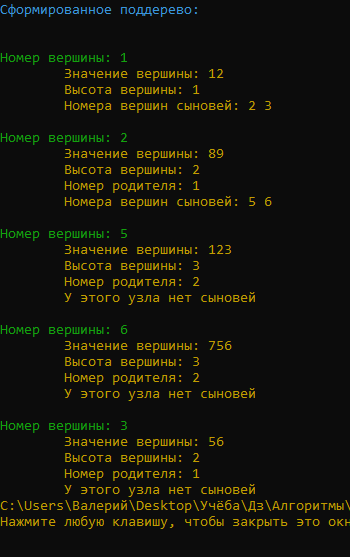 Сформированное поддерево:
Номер вершины: 1
Значение вершины: 12
Высота вершины: 1
Номера вершин сыновей: 2 3
Номер вершины: 2
Значение вершины: 89
Высота вершины: 2
Номер родителя: 1
Номера вершин сыновей: 5 6
Номер вершины: 5
Значение вершины: 123
Высота вершины: 3
Номер родителя: 2
У этого узла нет сыновей
Номер вершины: 6
Значение вершины: 756
Высота вершины: 3
Номер родителя: 2
У этого узла нет сыновей
Номер вершины: 3
Значение вершины: 56
Высота вершины: 2
Номер родителя: 1
У этого узла нет сыновей
C:\Users\Валерий\Desktop\Учёба\Дз\Алгоритмы\
Нажмите любую клавишу, чтобы закрыть это окн